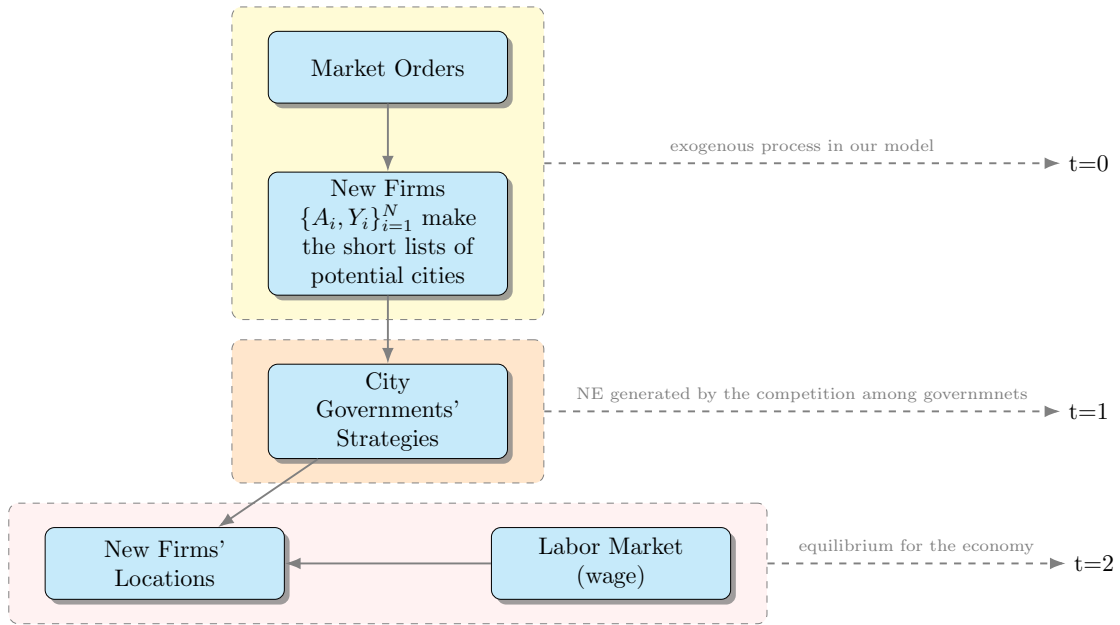 Market Orders
exogenous process in our model
t=0
New Firms
$\{A_i, Y_i\}_{i=1}^N$ make
the short lists of
potential cities
City
Governments'
Strategies
NE generated by the competition among governmnets
t=1
New Firms'
Locations
Labor Market
(wage)
equilibrium for the economy
t=2